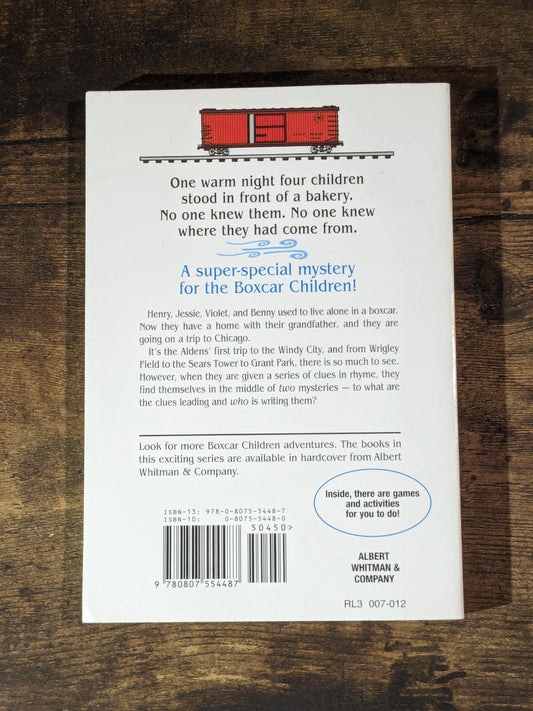 One warm night four children
stood in front of a bakery.
No one knew them. No one knew
where they had come from.
A super-special mystery
for the Boxcar Children!
Henry, Jessie, Violet, and Benny used to live alone in a boxcar.
Now they have a home with their grandfather, and they are
going on a trip to Chicago.
It's the Aldens' first trip to the Windy City, and from Wrigley
Field to the Sears Tower to Grant Park, there is so much to see.
However, when they are given a series of clues in rhyme, they
find themselves in the middle of two mysteries — to what are
the clues leading and who is writing them?
Look for more Boxcar Children adventures. The books in
this exciting series are available in hardcover from Albert
Whitman & Company.
ISBN-13: 978-0-8075-5448-7
ISBN-10: 0-8075-5448-0
50450>
9 780807 554487
Inside, there are games
and activities
for you to do!
ALBERT
WHITMAN &
COMPANY
RL3 007-012